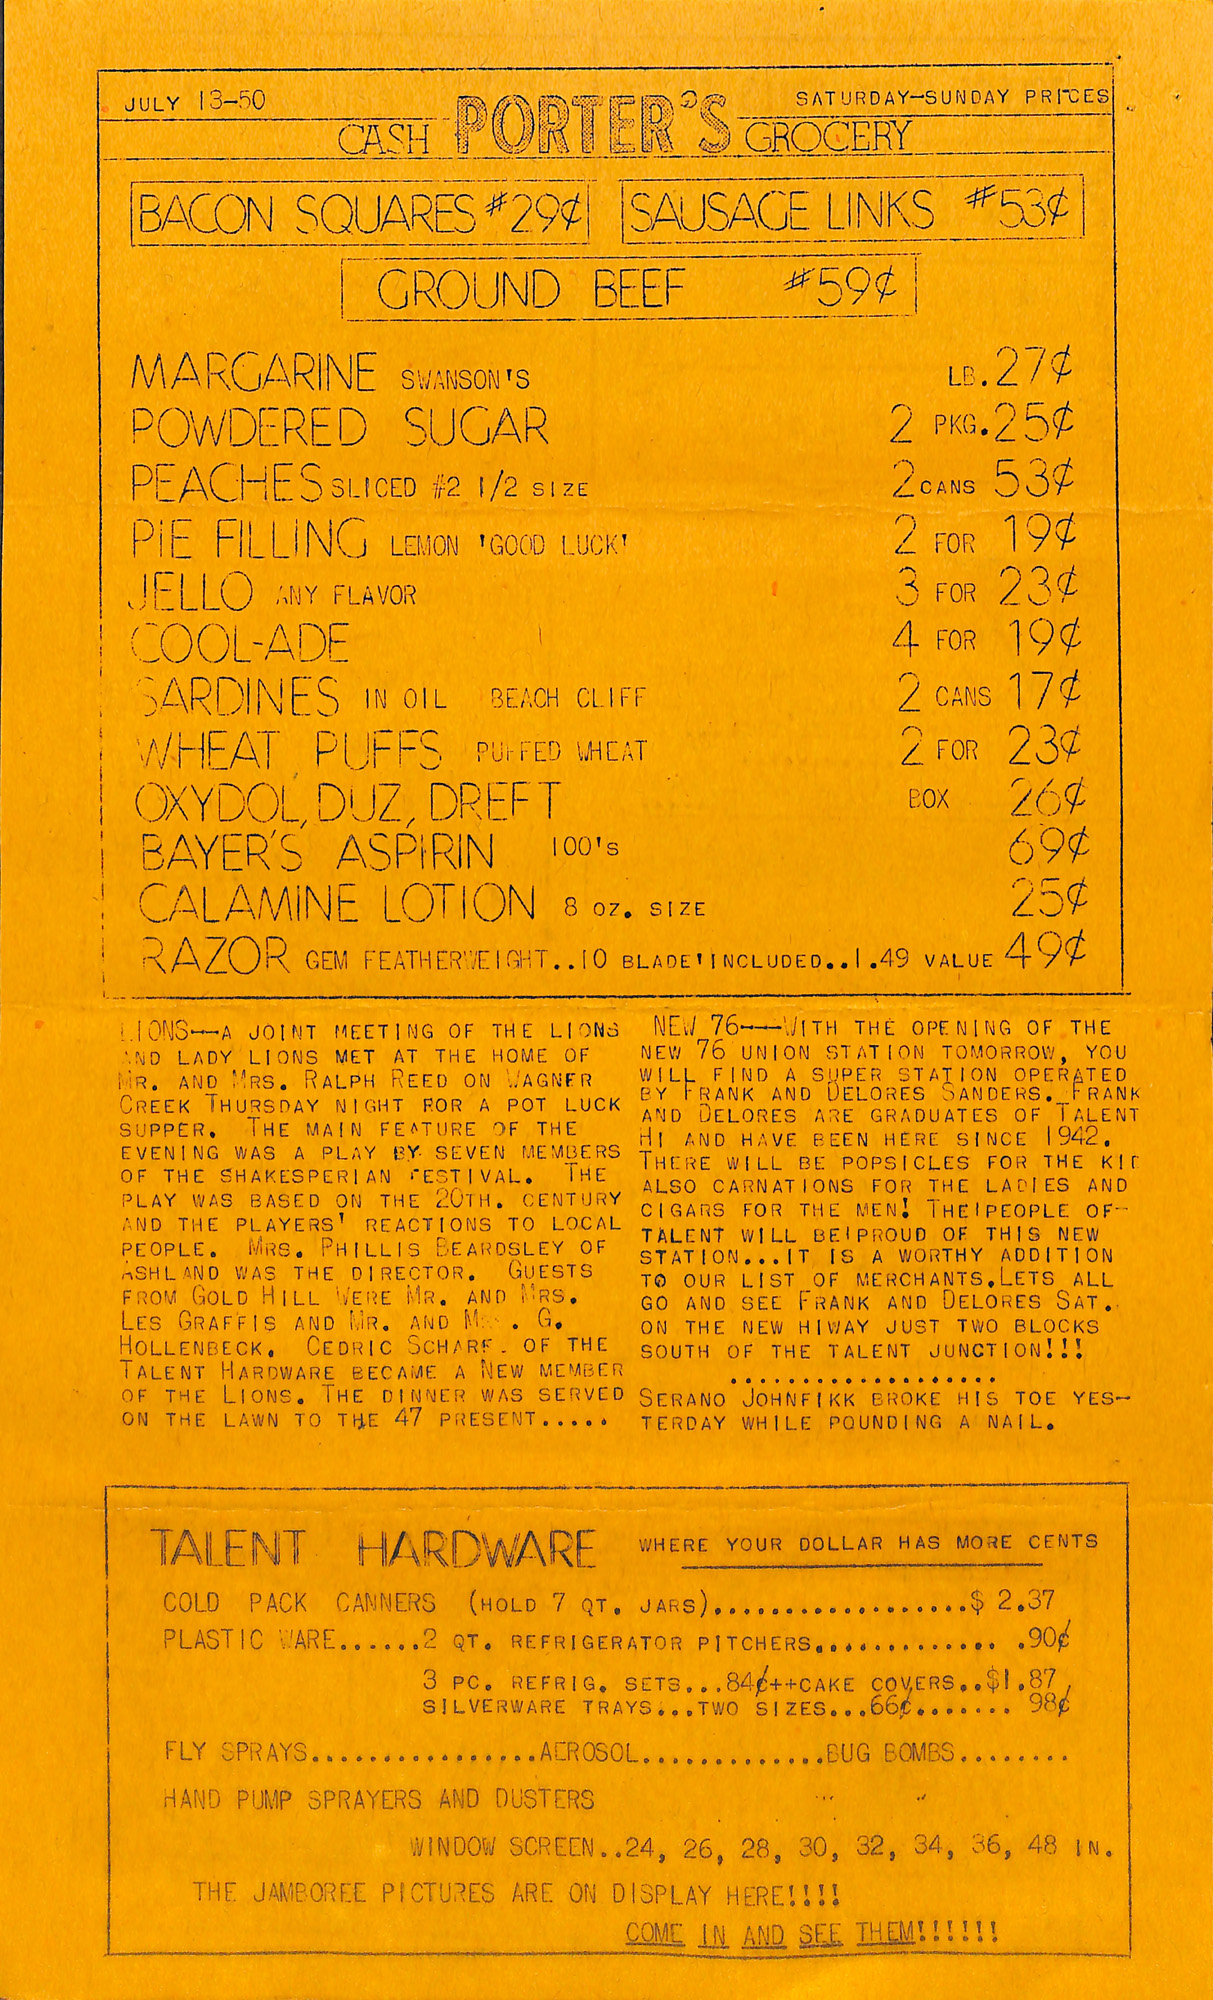 JULY 13-50
SATURDAY-SUNDAY PRICES
CASH PORTER'S GROCERY
BACON SQUARES #29¢
SAUSAGE LINKS #53¢
GROUND BEEF #59¢
MARGARINE SWANSON'S LB.27¢
POWDERED SUGAR 2 PKG.25¢
PEACHES SLICED #2 1/2 SIZE 2 CANS 53¢
PIE FILLING LEMON 'GOOD LUCK' 2 FOR 19¢
JELLO ANY FLAVOR 3 FOR 23¢
COOL-ADE 4 FOR 19¢
SARDINES IN OIL BEACH CLIFF 2 CANS 17¢
WHEAT PUFFS PUFFED WHEAT 2 FOR 23¢
OXYDOL, DUZ, DREFT BOX 26¢
BAYER'S ASPIRIN 100'S 69¢
CALAMINE LOTION 8 OZ. SIZE 25¢
RAZOR GEM FEATHERWEIGHT..10 BLADE'INCLUDED..1.49 VALUE 49¢
LIONS--A JOINT MEETING OF THE LIONS
AND LADY LIONS MET AT THE HOME OF
MR. AND MRS. RALPH REED ON WAGNER
CREEK THURSDAY NIGHT FOR A POT LUCK
SUPPER. THE MAIN FEATURE OF THE
EVENING WAS A PLAY BY SEVEN MEMBERS
OF THE SHAKESPERIAN FESTIVAL. THE
PLAY WAS BASED ON THE 20TH. CENTURY
AND THE PLAYERS' REACTIONS TO LOCAL
PEOPLE. MRS. PHILLIS BEARDSLEY OF
ASHLAND WAS THE DIRECTOR. GUESTS
FROM GOLD HILL WERE MR. AND MRS.
LES GRAFFIS AND MR. AND G.
HOLLENBECK. CEDRIC SCHARF. OF THE
TALENT HARDWARE BECAME A NEW MEMBER
OF THE LIONS. THE DINNER WAS SERVED
ON THE LAWN TO THE 47 PRESENT.....
NEW 76---WITH THE OPENING OF THE
NEW 76 UNION STATION TOMORROW, YOU
WILL FIND A SUPER STATION OPERATED
BY FRANK AND DELORES SANDERS. FRANK
AND DELORES ARE GRADUATES OF TALENT
HI AND HAVE BEEN HERE SINCE 1942.
THERE WILL BE POPSICLES FOR THE KID
ALSO CARNATIONS FOR THE LADIES AND
CIGARS FOR THE MEN! THE PEOPLE OF-
TALENT WILL BE PROUD OF THIS NEW
STATION...IT IS A WORTHY ADDITION
TO OUR LIST OF MERCHANTS.LETS ALL
GO AND SEE FRANK AND DELORES SAT..
ON THE NEW HIWAY JUST TWO BLOCKS
SOUTH OF THE TALENT JUNCTION!!!
...................
SERANO JOHNFIKK BROKE HIS TOE YES-
TERDAY WHILE POUNDING A NAIL.
TALENT HARDWARE WHERE YOUR DOLLAR HAS MORE CENTS
COLD PACK CANNERS (HOLD 7 QT. JARS)...................$ 2.37
PLASTIC WARE......2 QT. REFRIGERATOR PITCHERS............. .90¢
3 PC. REFRIG. SETS...84¢++CAKE COVERS..$1.87
SILVERWARE TRAYS...TWO SIZES...66¢........ 98¢
FLY SPRAYS.................AEROSOL..............BUG BOMBS........
HAND PUMP SPRAYERS AND DUSTERS " "
WINDOW SCREEN..24, 26, 28, 30, 32, 34, 36, 48 IN.
THE JAMBOREE PICTURES ARE ON DISPLAY HERE!!!!
COME IN AND SEE THEM!!!!!!